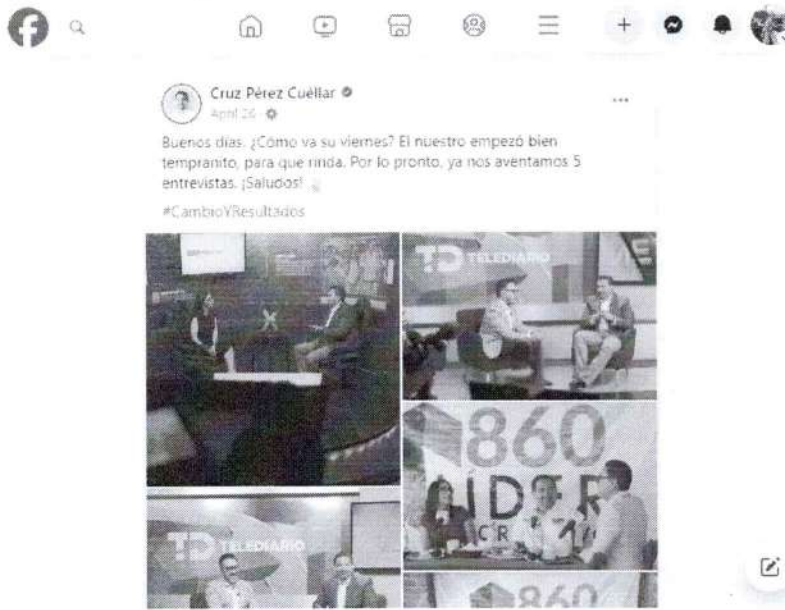 Cruz Pérez Cuéllar
April 26
Buenos días. ¿Cómo va su viernes? El nuestro empezó bien
tempranito, para que rinda. Por lo pronto, ya nos aventamos 5
entrevistas. ¡Saludos!
#CambioYResultados
TD TELEDIARIO
TD TELEDIARIO
860
860